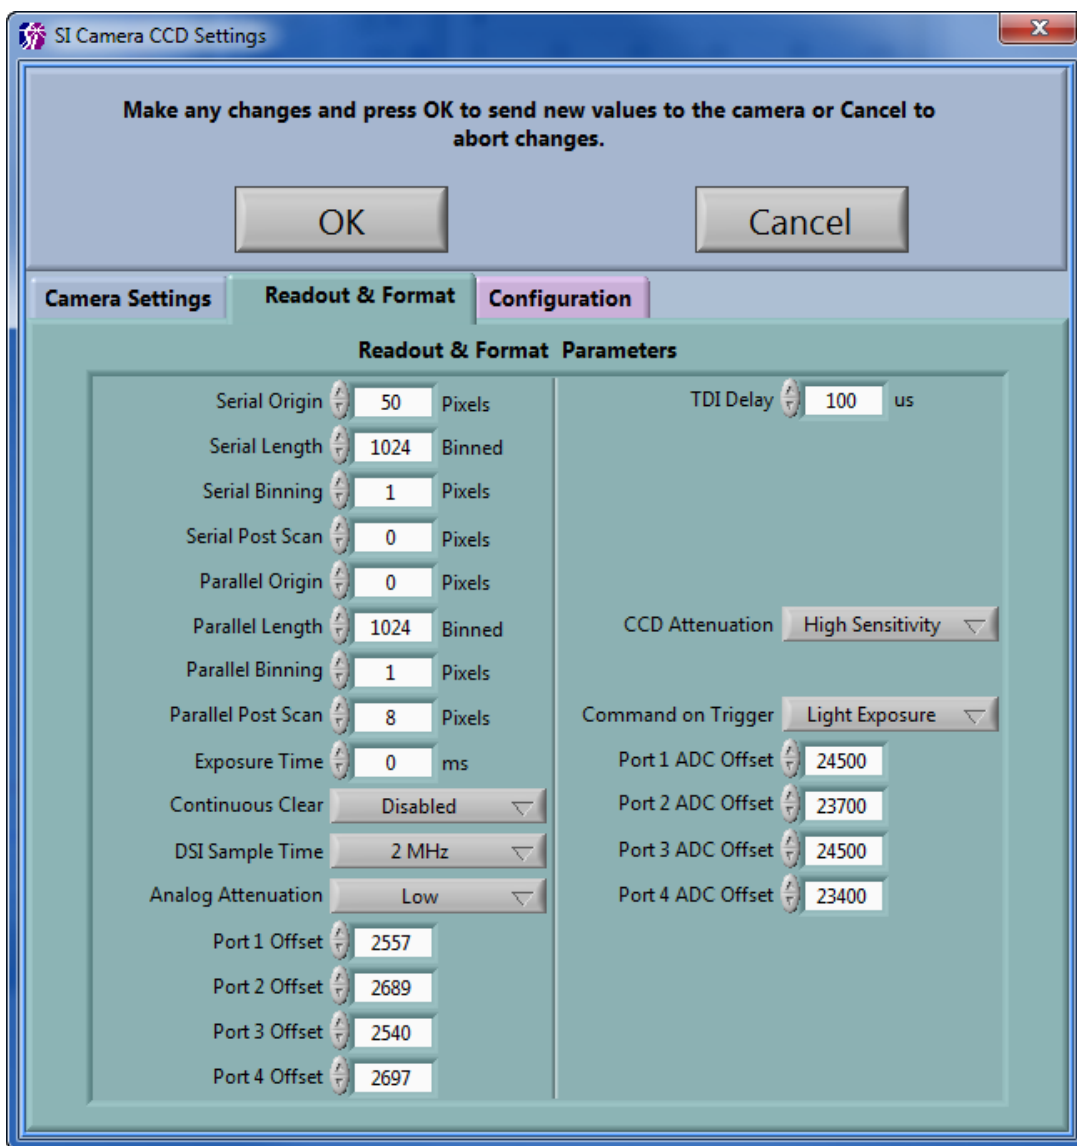 SI Camera CCD Settings
Make any changes and press OK to send new values to the camera or Cancel to
abort changes.
OK
Cancel
Camera Settings
Readout & Format
Configuration
Readout & Format Parameters
Serial Origin 50 Pixels
Serial Length 1024 Binned
Serial Binning 1 Pixels
Serial Post Scan 0 Pixels
Parallel Origin 0 Pixels
Parallel Length 1024 Binned
Parallel Binning 1 Pixels
Parallel Post Scan 8 Pixels
Exposure Time 0 ms
Continuous Clear Disabled
DSI Sample Time 2 MHz
Analog Attenuation Low
Port 1 Offset 2557
Port 2 Offset 2689
Port 3 Offset 2540
Port 4 Offset 2697
TDI Delay 100 us
CCD Attenuation High Sensitivity
Command on Trigger Light Exposure
Port 1 ADC Offset 24500
Port 2 ADC Offset 23700
Port 3 ADC Offset 24500
Port 4 ADC Offset 23400